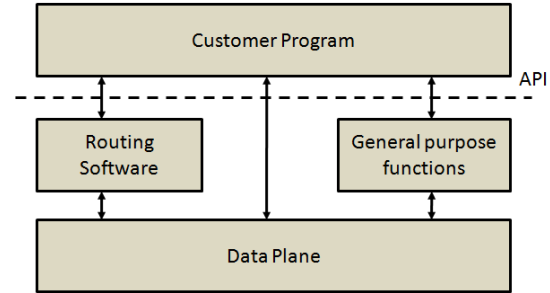 Customer Program
API
Routing
Software
General purpose
functions
Data Plane